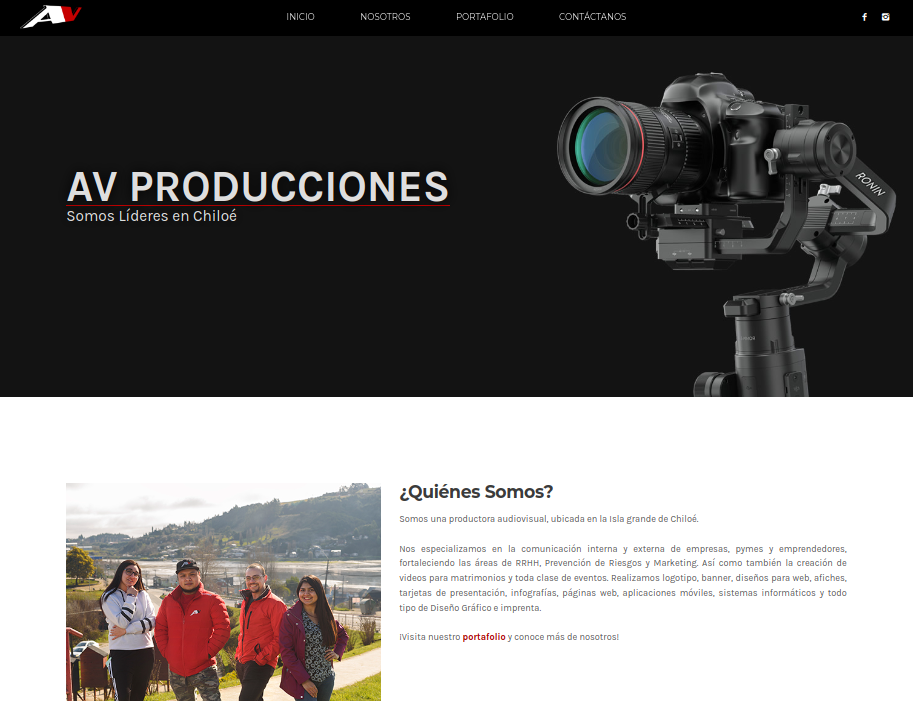 AV
INICIO
NOSOTROS
PORTAFOLIO
CONTÁCTANOS
AV PRODUCCIONES
Somos Líderes en Chiloé
RONIN
¿Quiénes Somos?
Somos una productora audiovisual, ubicada en la Isla grande de Chiloé.
Nos especializamos en la comunicación interna y externa de empresas, pymes y emprendedores,
fortaleciendo las áreas de RRHH, Prevención de Riesgos y Marketing. Así como también la creación de
videos para matrimonios y toda clase de eventos. Realizamos logotipo, banner, diseños para web, afiches,
tarjetas de presentación, infografías, páginas web, aplicaciones móviles, sistemas informáticos y todo
tipo de Diseño Gráfico e imprenta.
¡Visita nuestro portafolio y conoce más de nosotros!